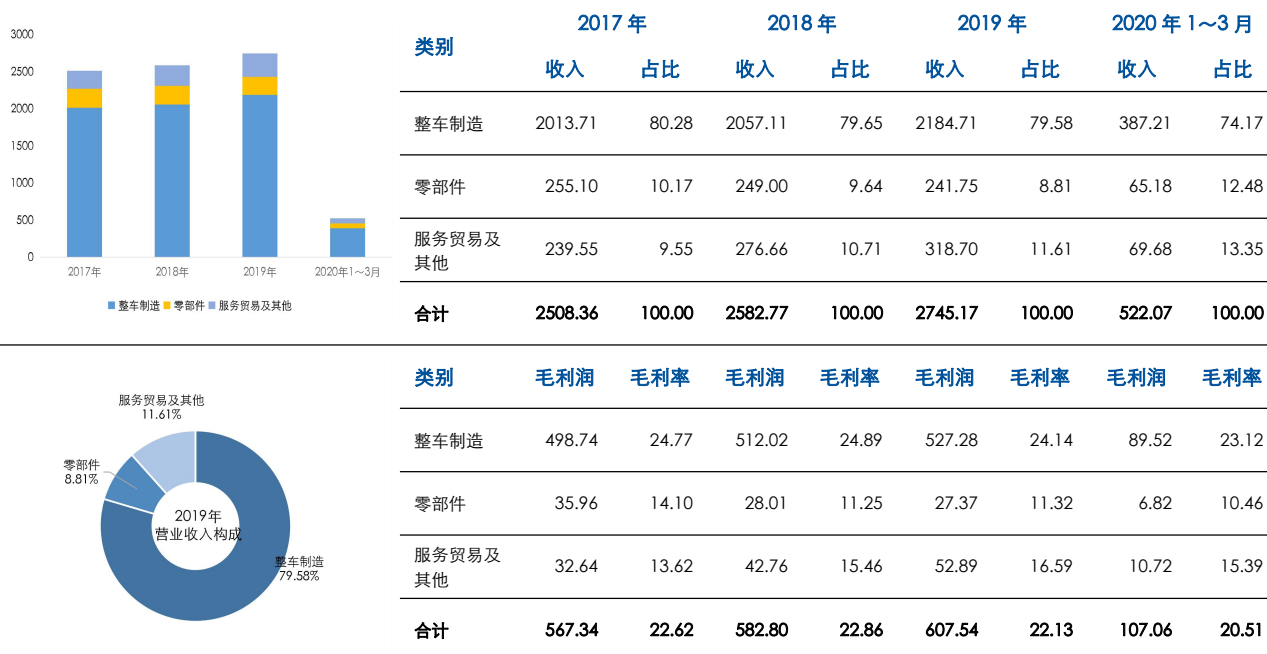 3000
2500
2000
1500
1000
500
0
2017年 2018年 2019年 2020年1～3月
整车制造 零部件 服务贸易及其他
类别 2017 年 2018 年 2019 年 2020 年 1～3 月
收入 占比 收入 占比 收入 占比 收入 占比
整车制造 2013.71 80.28 2057.11 79.65 2184.71 79.58 387.21 74.17
零部件 255.10 10.17 249.00 9.64 241.75 8.81 65.18 12.48
服务贸易及
其他 239.55 9.55 276.66 10.71 318.70 11.61 69.68 13.35
合计 2508.36 100.00 2582.77 100.00 2745.17 100.00 522.07 100.00
服务贸易及其他
11.61%
零部件
8.81%
2019年
营业收入构成
整车制造
79.58%
类别 毛利润 毛利率 毛利润 毛利率 毛利润 毛利率 毛利润 毛利率
整车制造 498.74 24.77 512.02 24.89 527.28 24.14 89.52 23.12
零部件 35.96 14.10 28.01 11.25 27.37 11.32 6.82 10.46
服务贸易及
其他 32.64 13.62 42.76 15.46 52.89 16.59 10.72 15.39
合计 567.34 22.62 582.80 22.86 607.54 22.13 107.06 20.51